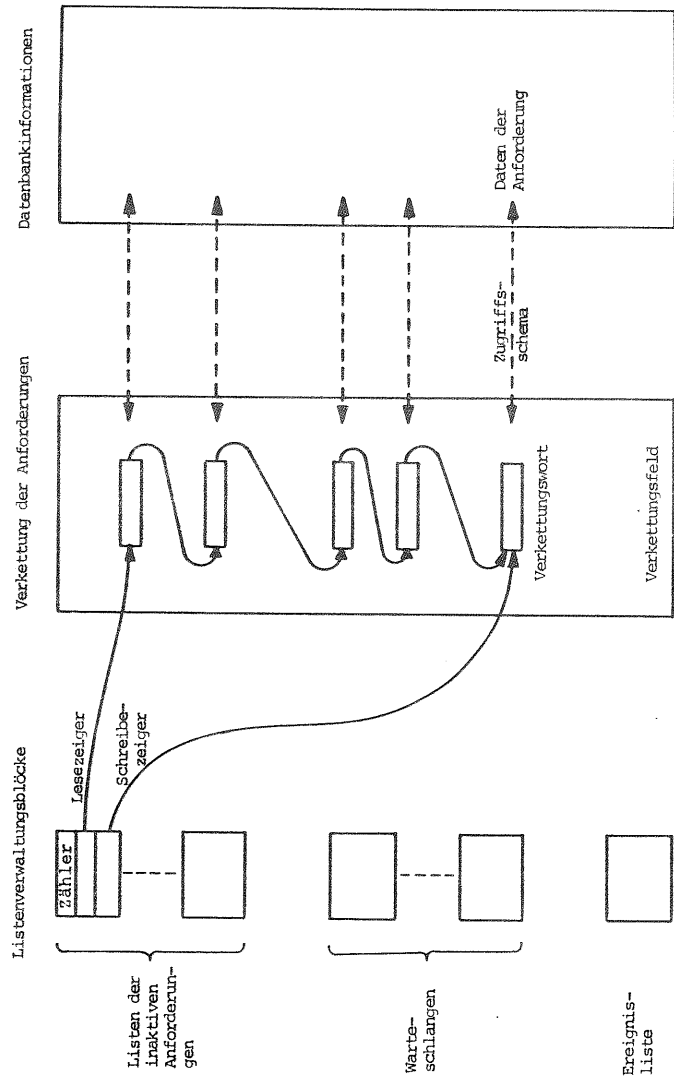 Listenverwaltungsblöcke
Verkettung der Anforderungen
Datenbankinformationen
Listen der
inaktiven
Anforderun-
gen
Zähler
Lesezeiger
Schreibe-
zeiger
Warte-
schlangen
Ereignis-
liste
Verkettungswort
Verkettungsfeld
Zugriffs-
schema
Daten der
Anforderung